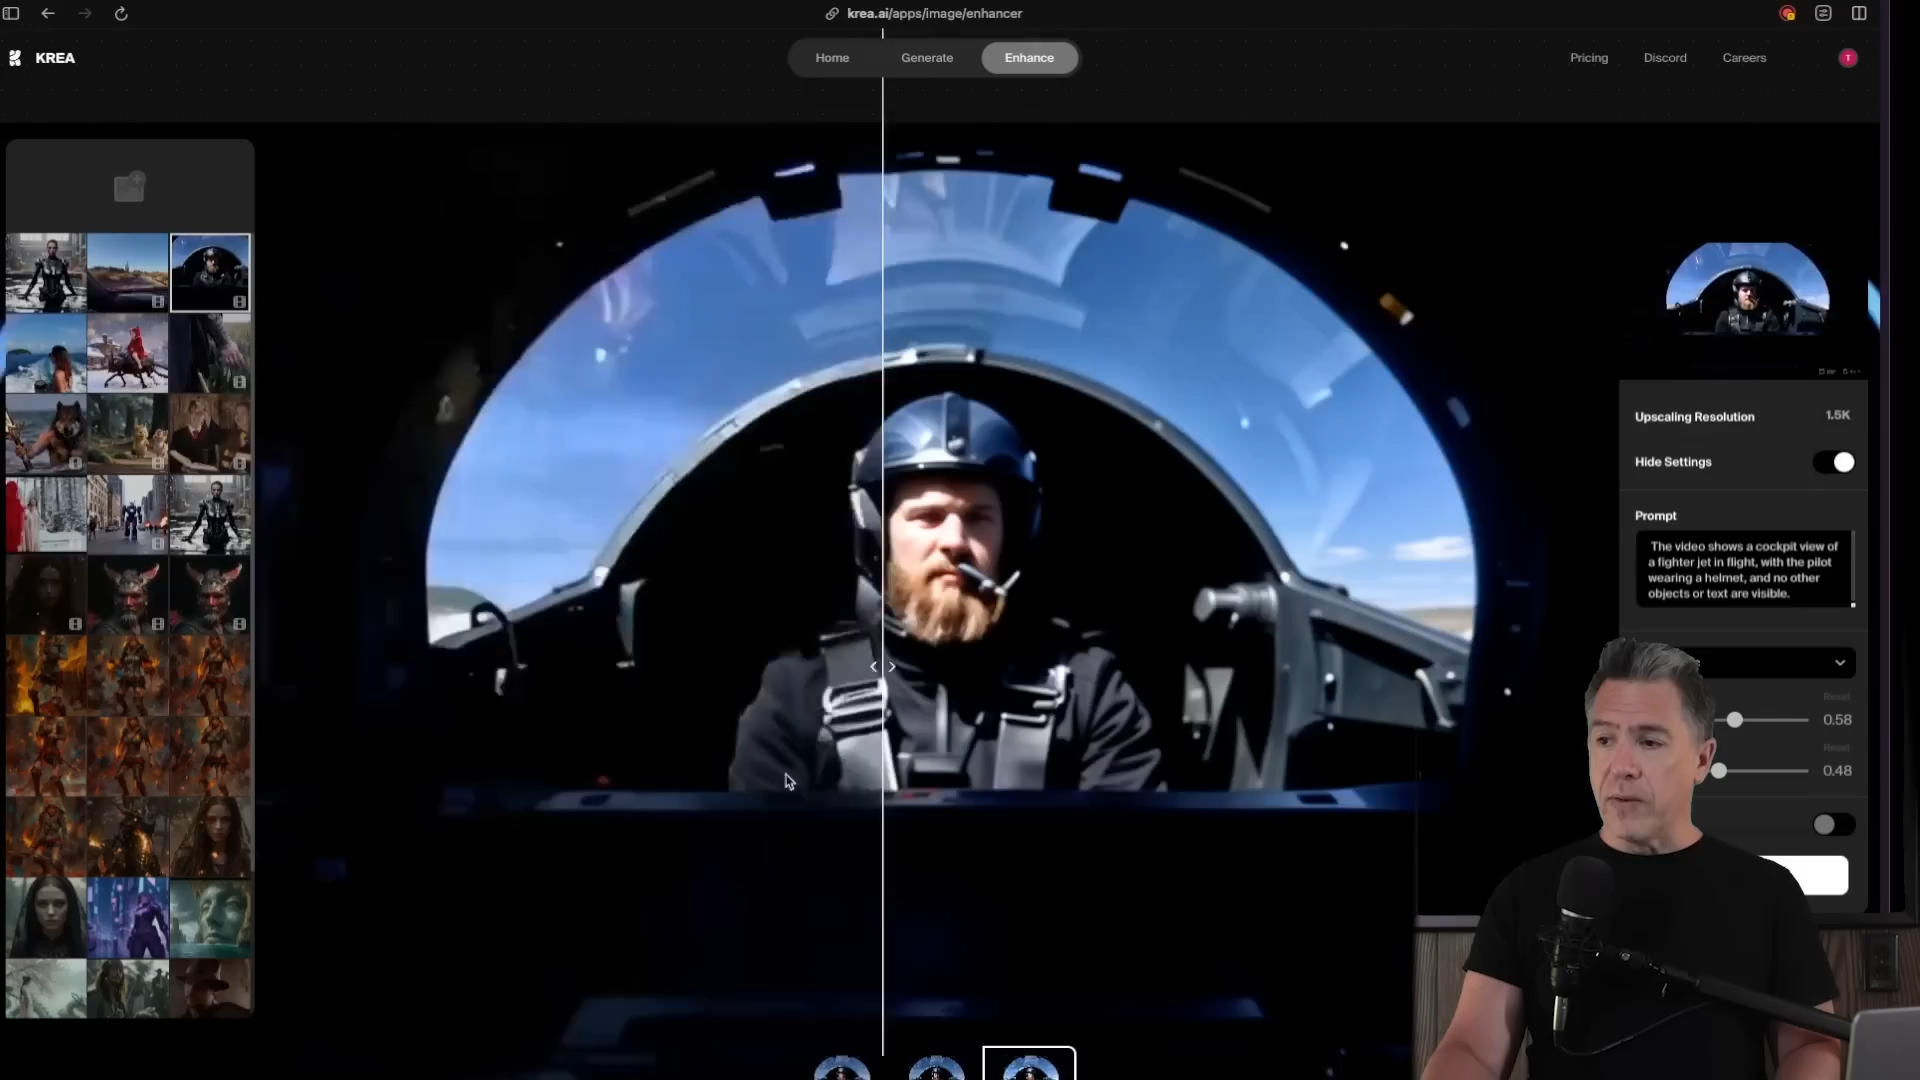 krea.ai/apps/image/enhancer
KREA
Home
Generate
Enhance
Pricing
Discord
Careers
T
Upscaling Resolution
1.5K
Hide Settings
Prompt
The video shows a cockpit view of
a fighter jet in flight, with the pilot
wearing a helmet, and no other
objects or text are visible.
Reset
0.58
Reset
0.48